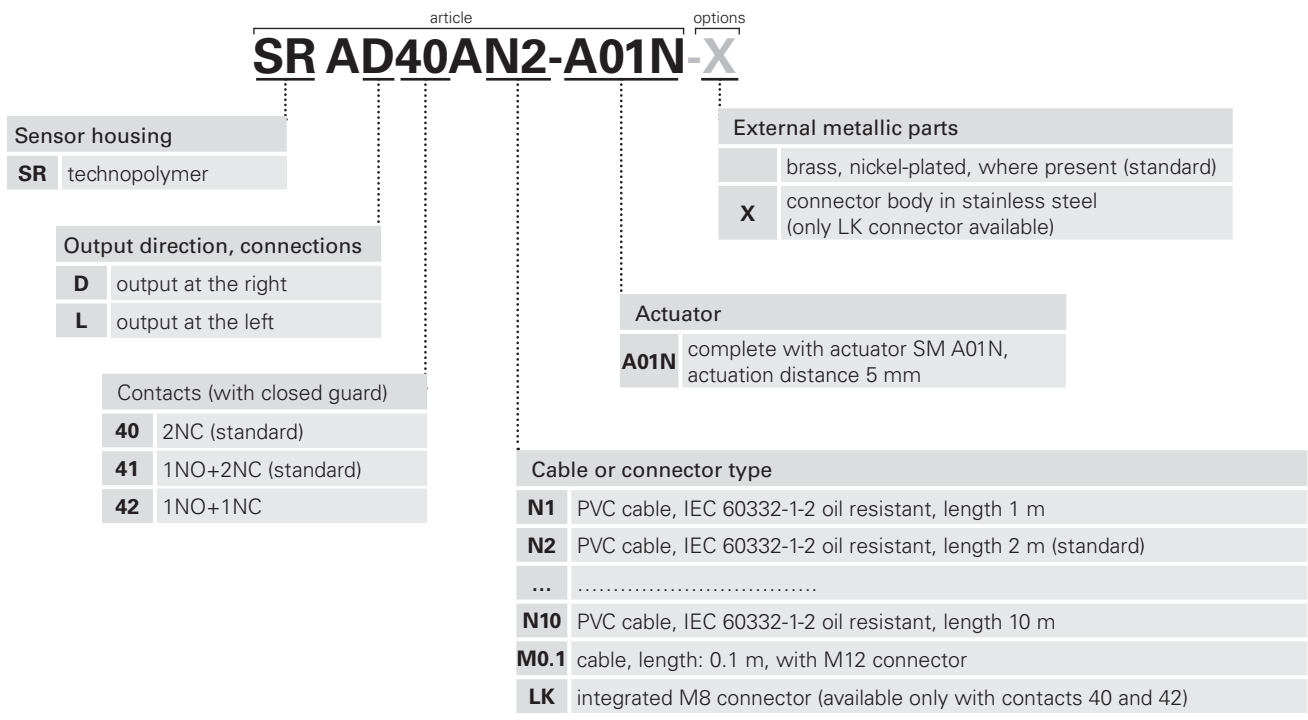 article options
SR AD40AN2-A01N-X
Sensor housing
SR technopolymer
Output direction, connections
D output at the right
L output at the left
Contacts (with closed guard)
40 2NC (standard)
41 1NO+2NC (standard)
42 1NO+1NC
External metallic parts
brass, nickel-plated, where present (standard)
X connector body in stainless steel
(only LK connector available)
Actuator
A01N complete with actuator SM A01N,
actuation distance 5 mm
Cable or connector type
N1 PVC cable, IEC 60332-1-2 oil resistant, length 1 m
N2 PVC cable, IEC 60332-1-2 oil resistant, length 2 m (standard)
... ..................................
N10 PVC cable, IEC 60332-1-2 oil resistant, length 10 m
M0.1 cable, length: 0.1 m, with M12 connector
LK integrated M8 connector (available only with contacts 40 and 42)